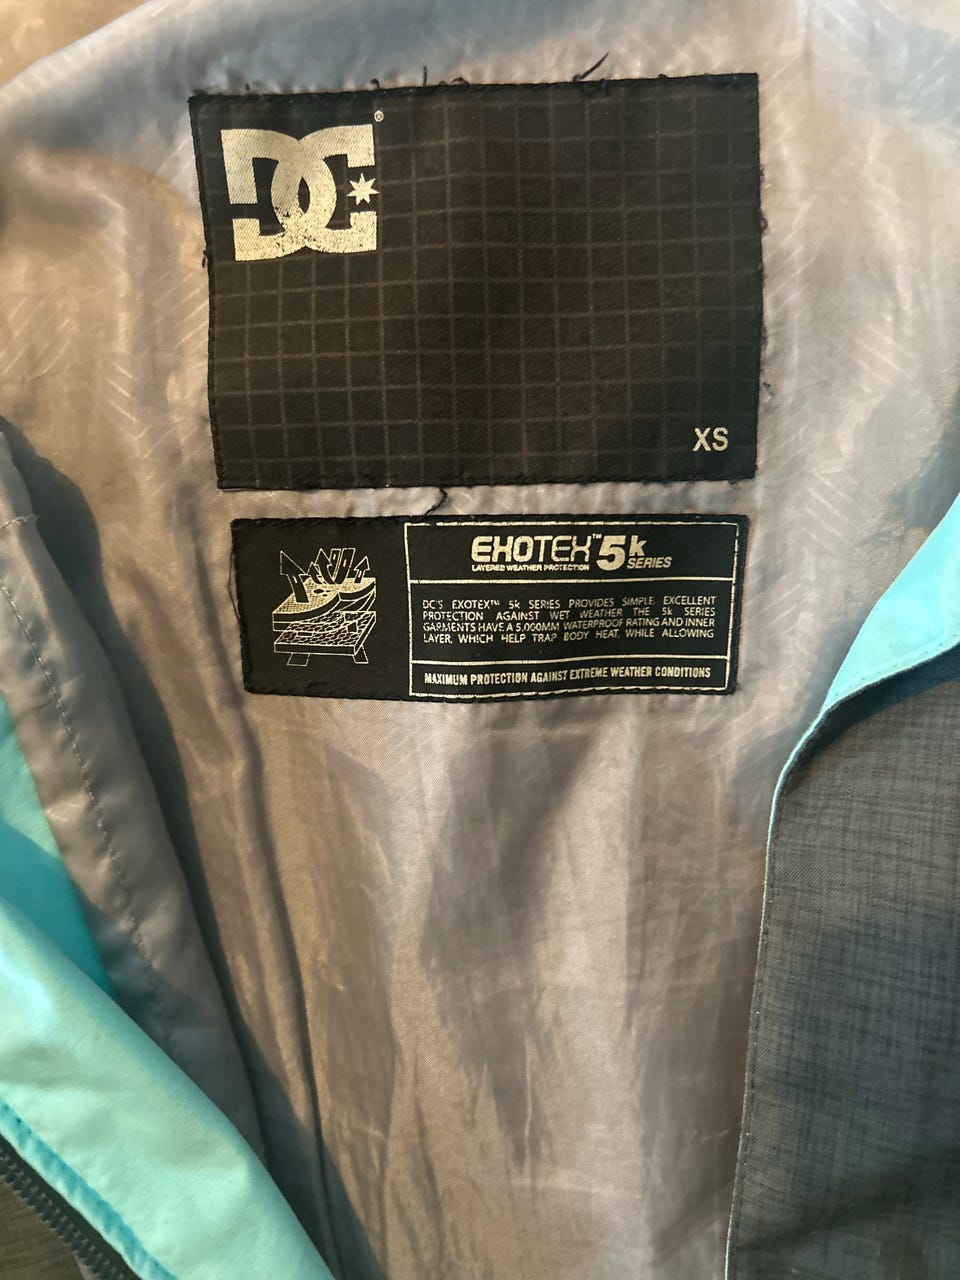 DC
®
XS
EXOTEX™ 5k
LAYERED WEATHER PROTECTION SERIES
DC'S EXOTEX™ 5k SERIES PROVIDES SIMPLE, EXCELLENT
PROTECTION AGAINST WET WEATHER THE 5k SERIES
GARMENTS HAVE A 5,000MM WATERPROOF RATING AND INNER
LAYER, WHICH HELP TRAP BODY HEAT, WHILE ALLOWING
MAXIMUM PROTECTION AGAINST EXTREME WEATHER CONDITIONS